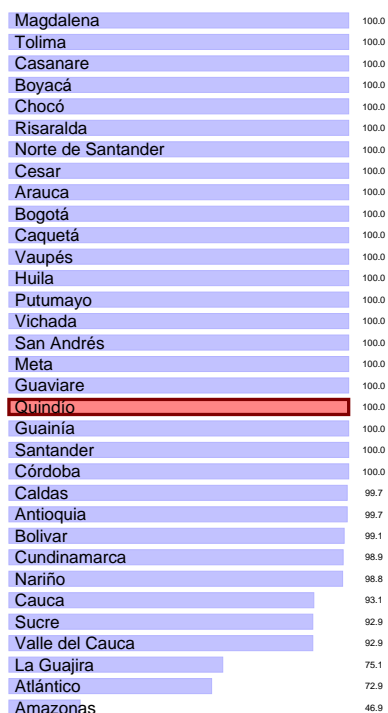 Magdalena 100.0
Tolima 100.0
Casanare 100.0
Boyacá 100.0
Chocó 100.0
Risaralda 100.0
Norte de Santander 100.0
Cesar 100.0
Arauca 100.0
Bogotá 100.0
Caquetá 100.0
Vaupés 100.0
Huila 100.0
Putumayo 100.0
Vichada 100.0
San Andrés 100.0
Meta 100.0
Guaviare 100.0
Quindío 100.0
Guainía 100.0
Santander 100.0
Córdoba 100.0
Caldas 99.7
Antioquia 99.7
Bolivar 99.1
Cundinamarca 98.9
Nariño 98.8
Cauca 93.1
Sucre 92.9
Valle del Cauca 92.9
La Guajira 75.1
Atlántico 72.9
Amazonas 46.9